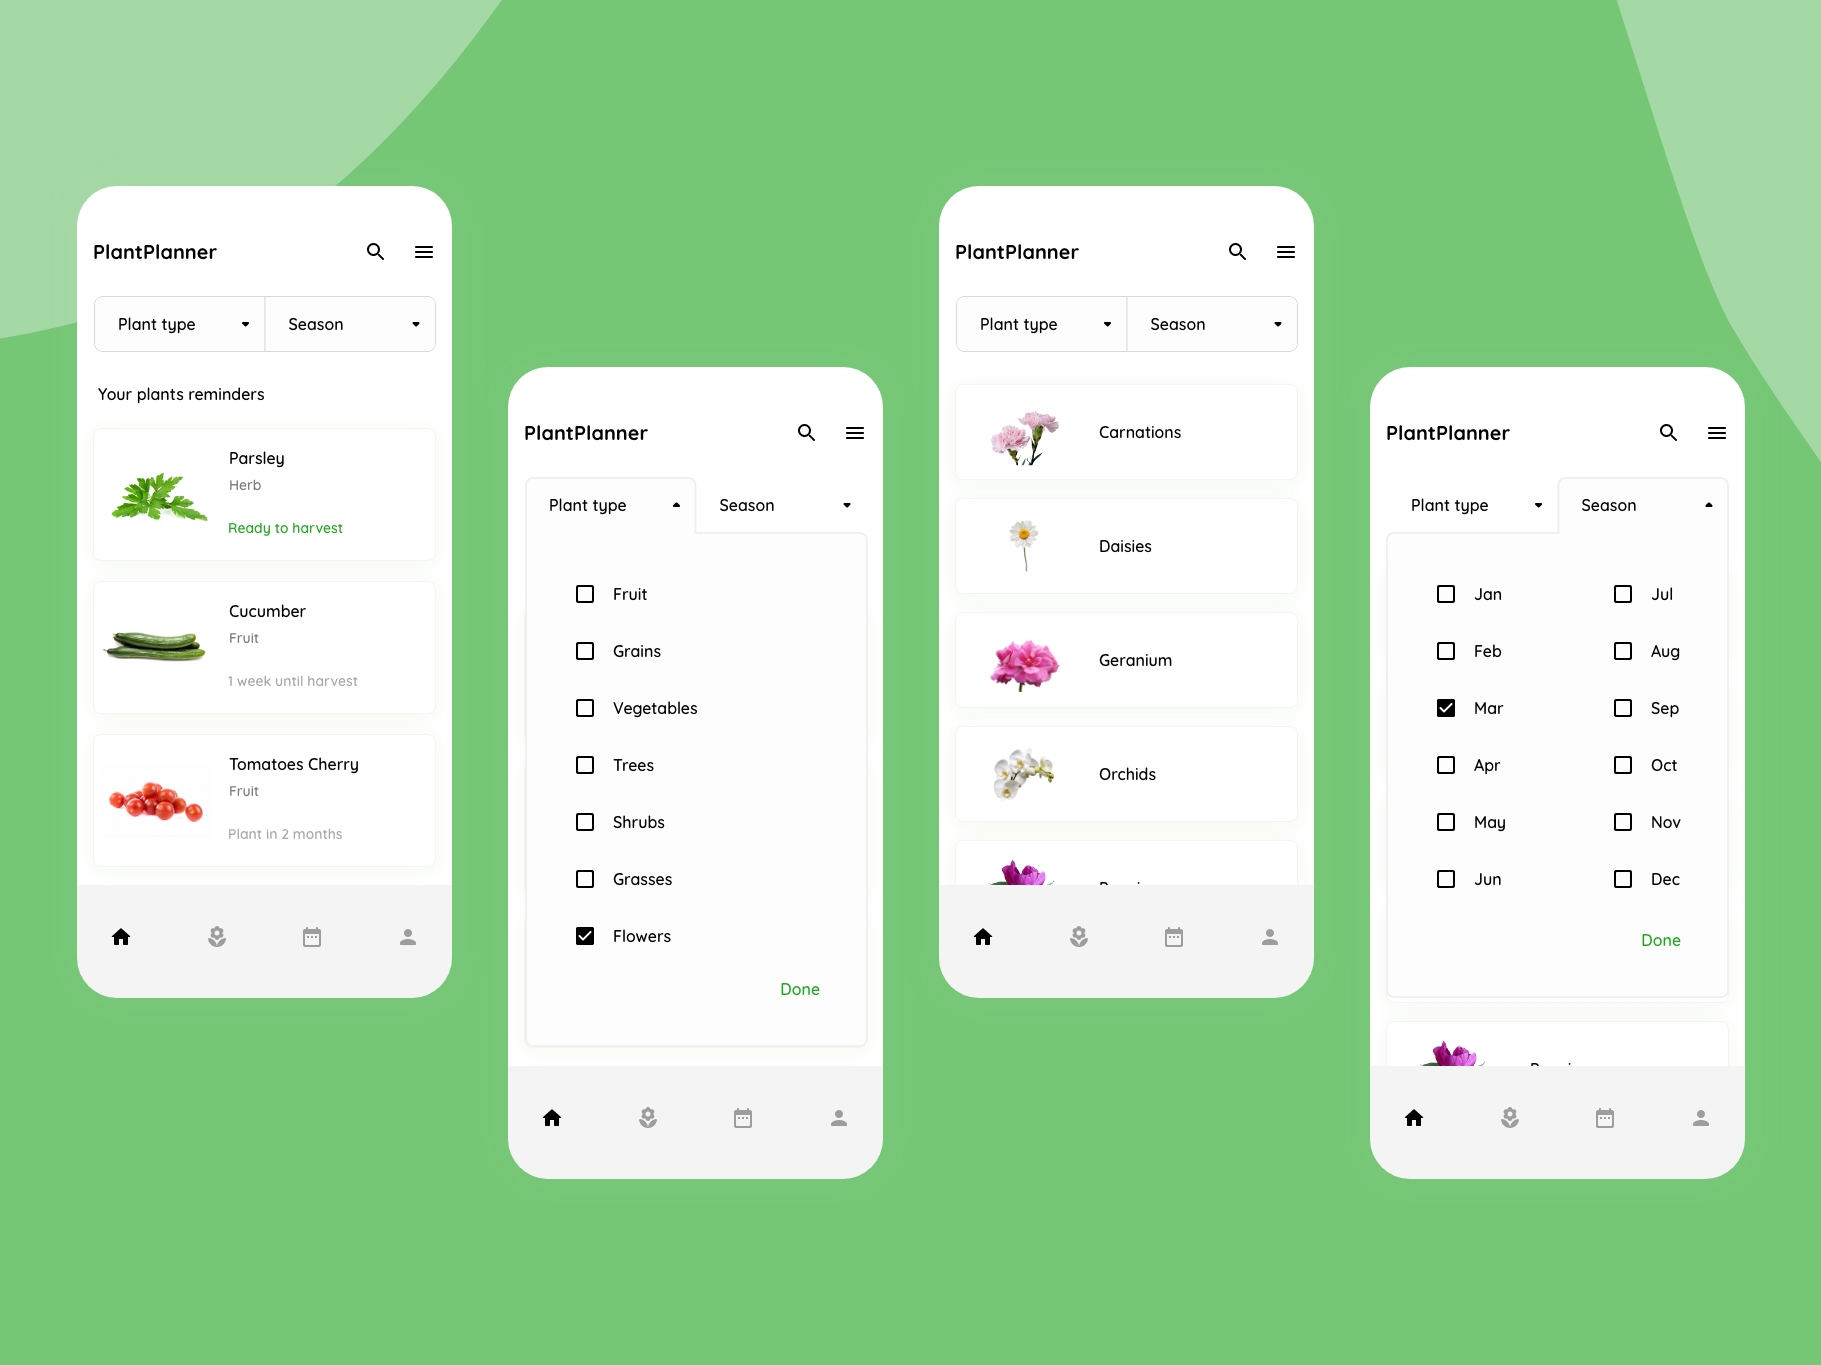 PlantPlanner
Plant type
Season
Your plants reminders
Parsley
Herb
Ready to harvest
Cucumber
Fruit
1 week until harvest
Tomatoes Cherry
Fruit
Plant in 2 months
PlantPlanner
Plant type
Season
Fruit
Grains
Vegetables
Trees
Shrubs
Grasses
Flowers
Done
PlantPlanner
Plant type
Season
Carnations
Daisies
Geranium
Orchids
PlantPlanner
Plant type
Season
Jan
Jul
Feb
Aug
Mar
Sep
Apr
Oct
May
Nov
Jun
Dec
Done